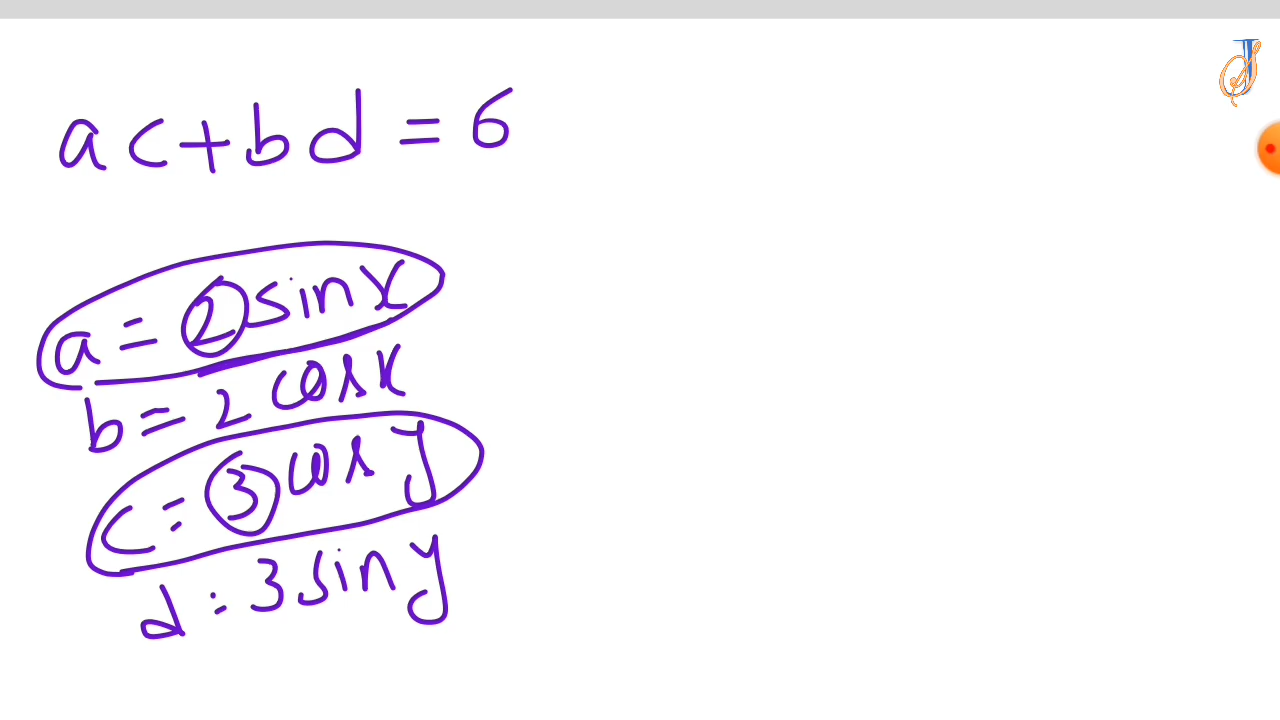 ac+bd=6
a=2sinx
b=2cosx
c=3cosy
d=3siny